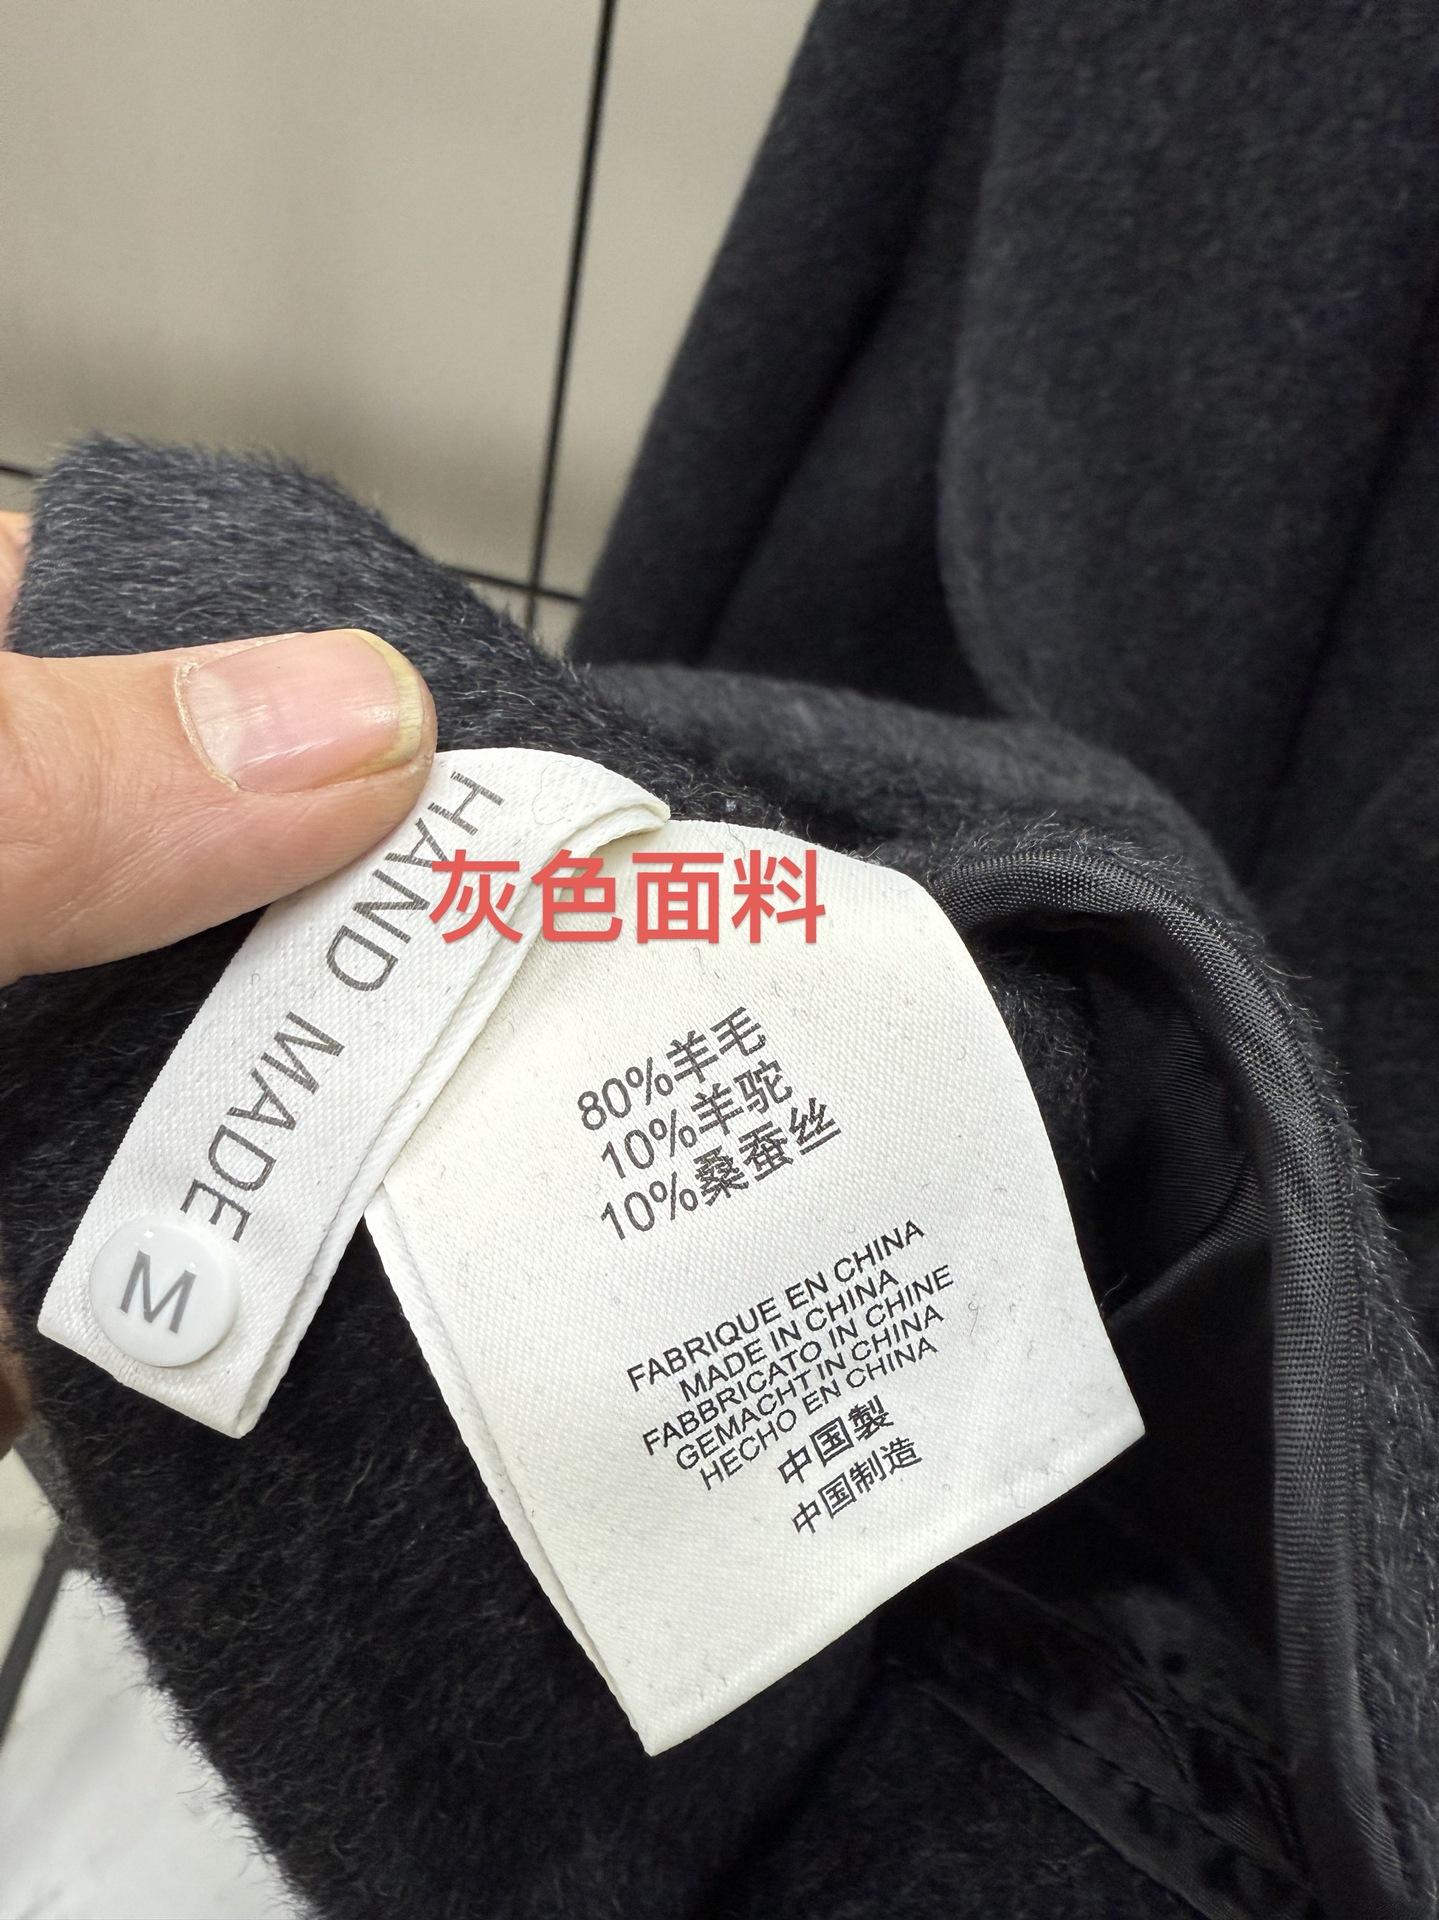 HAND MADE
M
灰色面料
80%羊毛
10%羊驼
10%桑蚕丝
FABRIQUE EN CHINA
MADE IN CHINA
FABBRICATO IN CHINE
GEMACHT IN CHINA
HECHO EN CHINA
中国製
中国制造